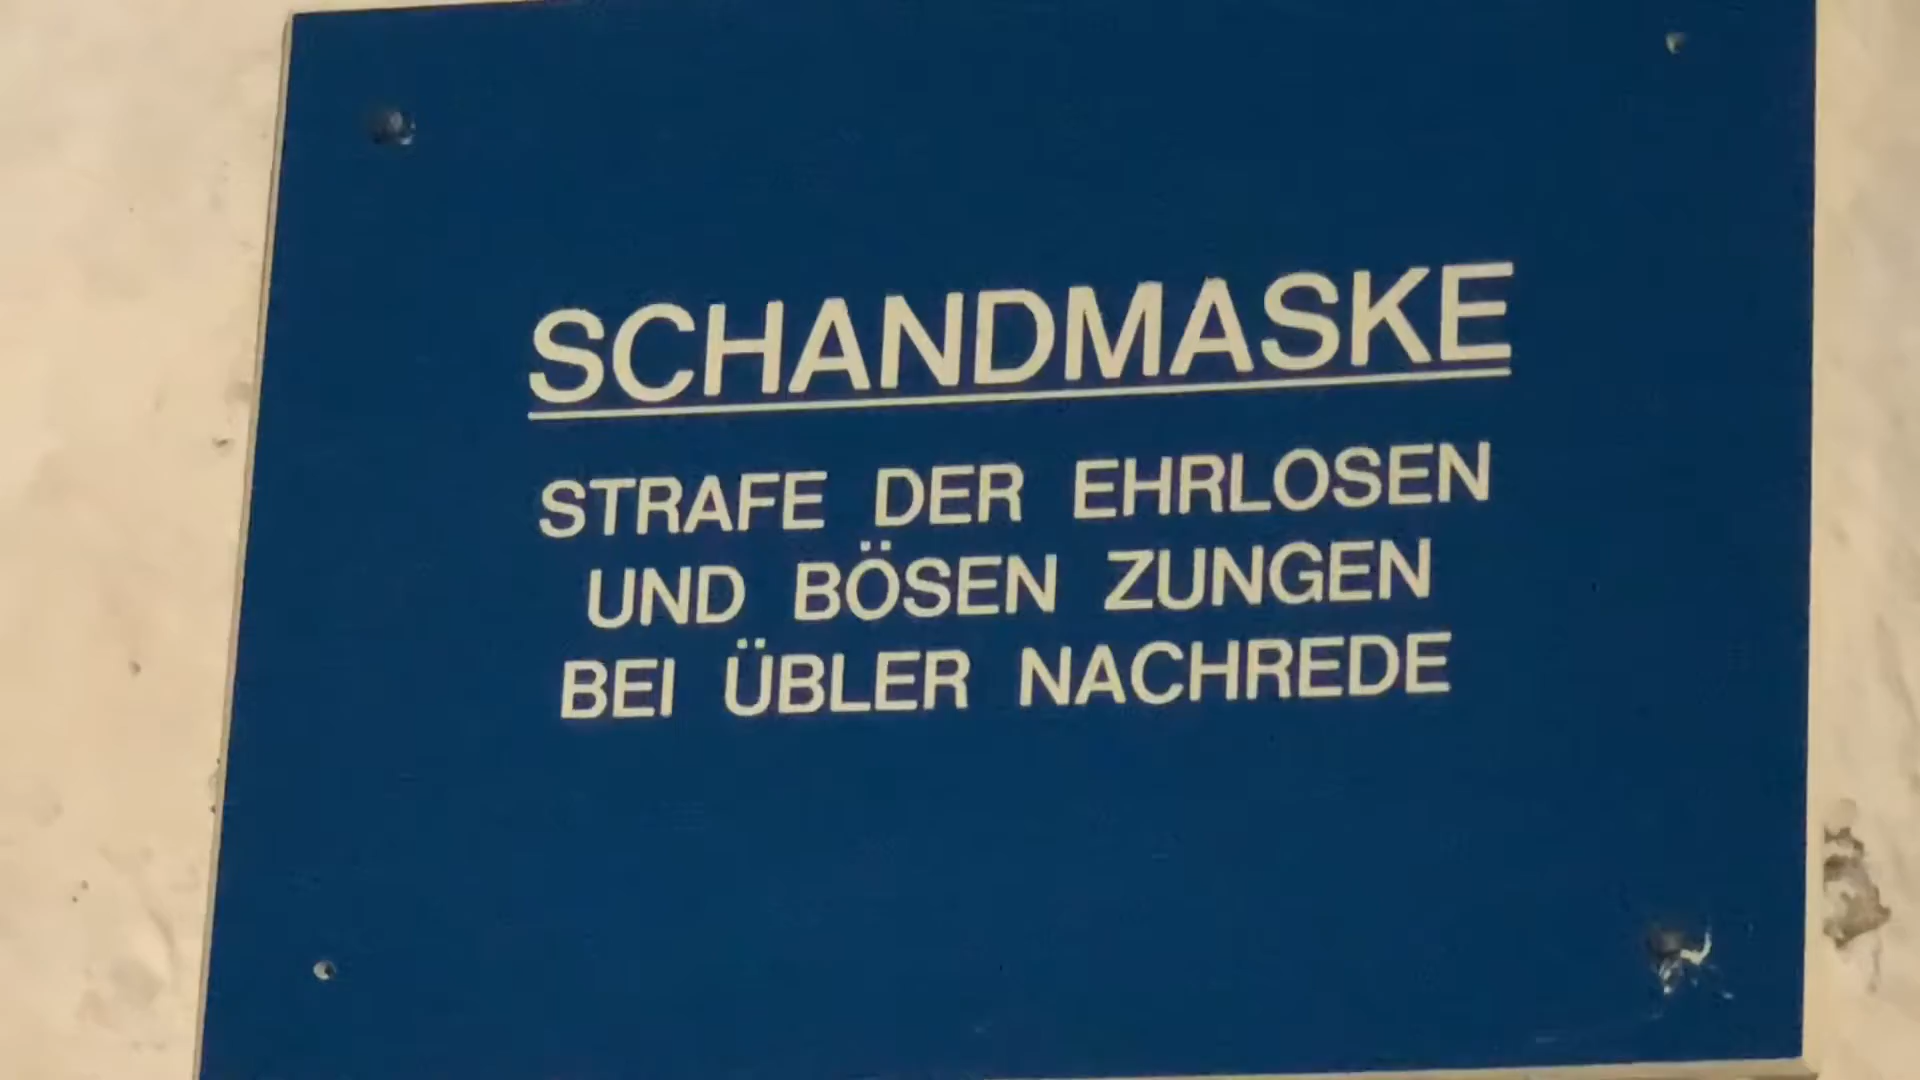 SCHANDMASKE
STRAFE DER EHRLOSEN
UND BÖSEN ZUNGEN
BEI ÜBLER NACHREDE